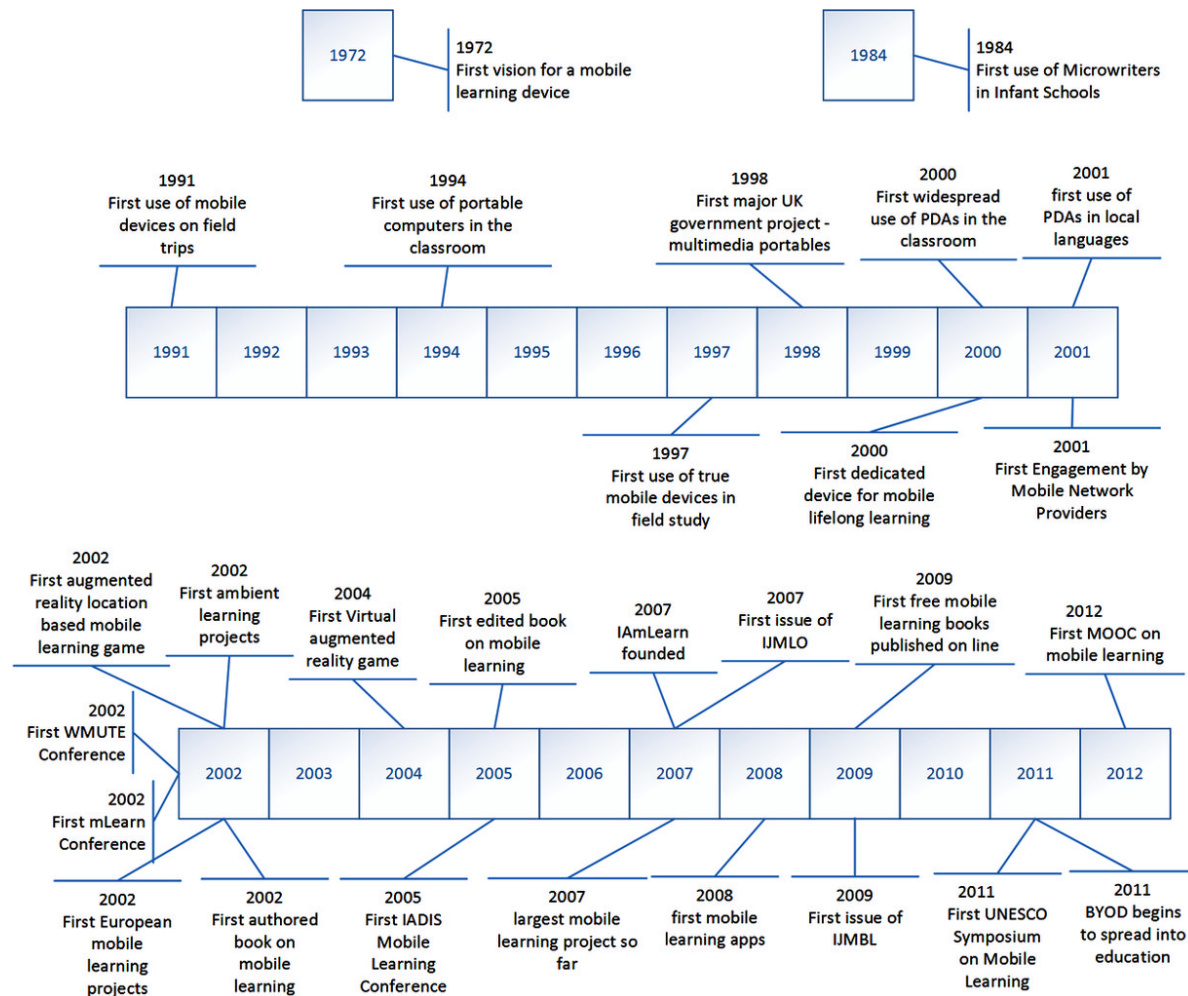 1972
1972
First vision for a mobile
learning device
1984
1984
First use of Microwriters
in Infant Schools
1991
First use of mobile
devices on field
trips
1994
First use of portable
computers in the
classroom
1998
First major UK
government project -
multimedia portables
2000
First widespread
use of PDAs in the
classroom
2001
first use of
PDAs in local
languages
1991
1992
1993
1994
1995
1996
1997
1998
1999
2000
2001
1997
First use of true
mobile devices in
field study
2000
First dedicated
device for mobile
lifelong learning
2001
First Engagement by
Mobile Network
Providers
2002
First augmented
reality location
based mobile
learning game
2002
First ambient
learning
projects
2004
First Virtual
augmented
reality game
2005
First edited book
on mobile
learning
2007
IAmLearn
founded
2007
First issue of
IJMLO
2009
First free mobile
learning books
published on line
2012
First MOOC on
mobile learning
2002
First WMUTE
Conference
2002
First mLearn
Conference
2002
2003
2004
2005
2006
2007
2008
2009
2010
2011
2012
2002
First European
mobile
learning
projects
2002
First authored
book on
mobile
learning
2005
First IADIS
Mobile
Learning
Conference
2007
largest mobile
learning project so
far
2008
first mobile
learning apps
2009
First issue of
IJMBL
2011
First UNESCO
Symposium
on Mobile
Learning
2011
BYOD begins
to spread into
education